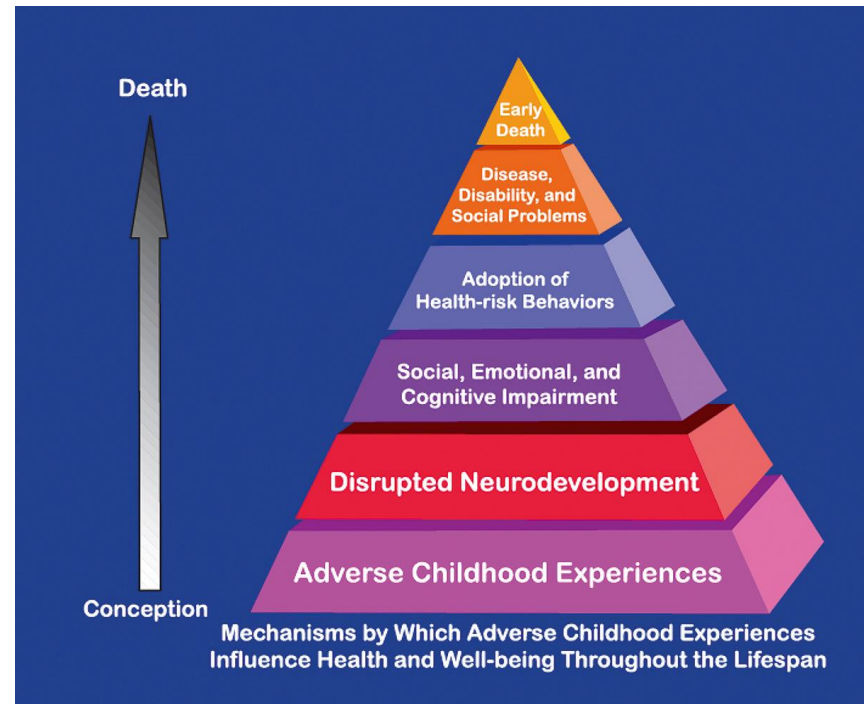 Death
Early
Death
Disease,
Disability, and
Social Problems
Adoption of
Health-risk Behaviors
Social, Emotional, and
Cognitive Impairment
Disrupted Neurodevelopment
Adverse Childhood Experiences
Conception
Mechanisms by Which Adverse Childhood Experiences
Influence Health and Well-being Throughout the Lifespan